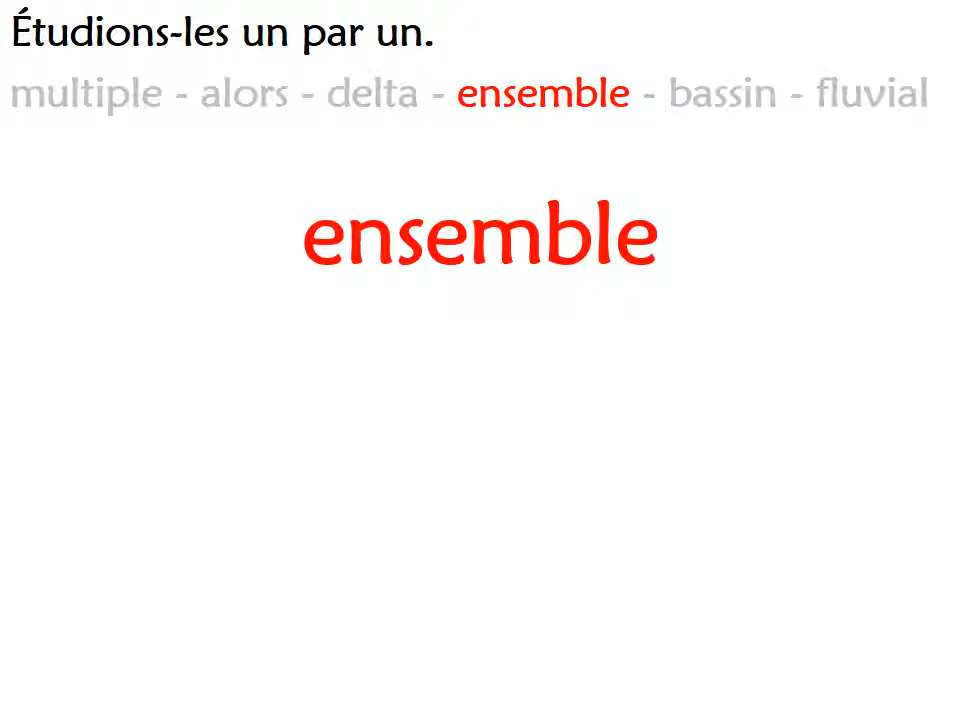 Étudions-les un par un.
multiple - alors - delta - ensemble - bassin - fluvial
ensemble